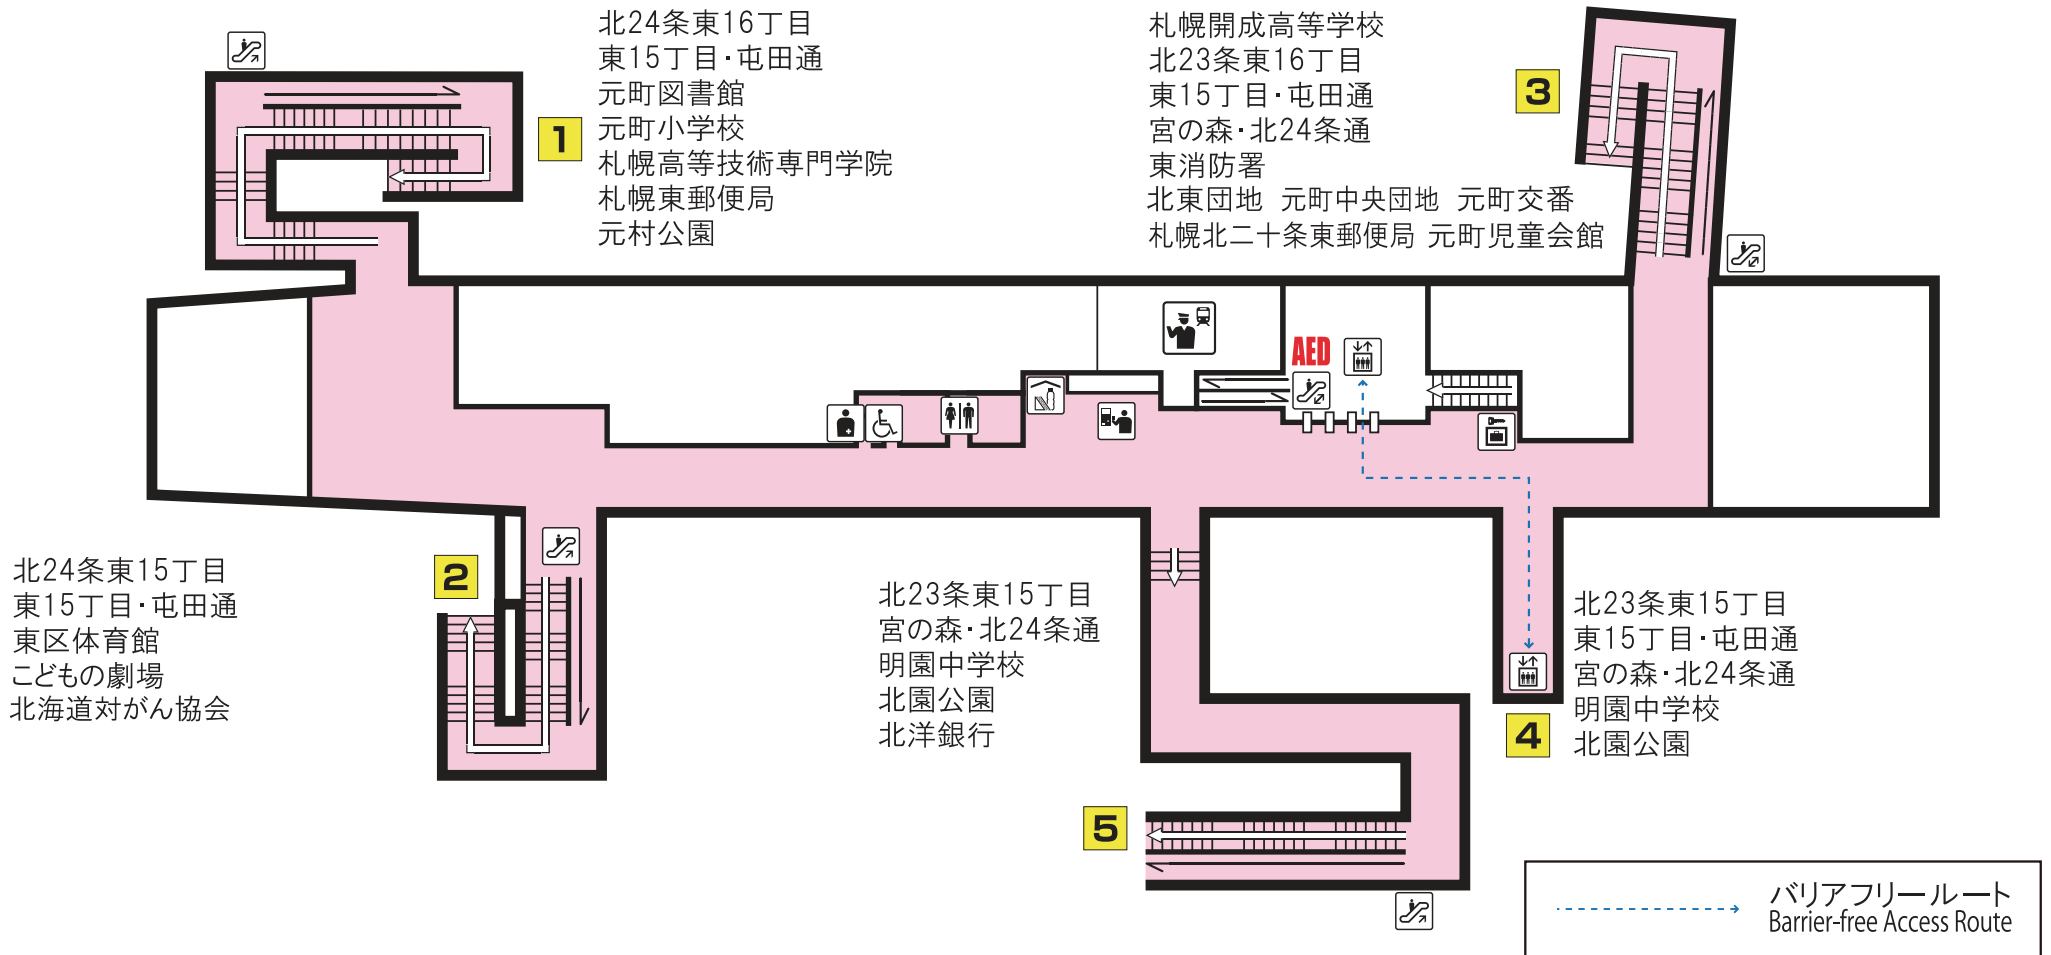 北24条東16丁目
東15丁目･屯田通
元町図書館
元町小学校
札幌高等技術専門学院
札幌東郵便局
元村公園
1
札幌開成高等学校
北23条東16丁目
東15丁目･屯田通
宮の森･北24条通
東消防署
北東団地 元町中央団地 元町交番
札幌北二十条東郵便局 元町児童会館
3
AED
2
北24条東15丁目
東15丁目･屯田通
東区体育館
こどもの劇場
北海道対がん協会
北23条東15丁目
宮の森･北24条通
明園中学校
北園公園
北洋銀行
5
北23条東15丁目
東15丁目･屯田通
宮の森･北24条通
明園中学校
北園公園
4
バリアフリールート
Barrier-free Access Route